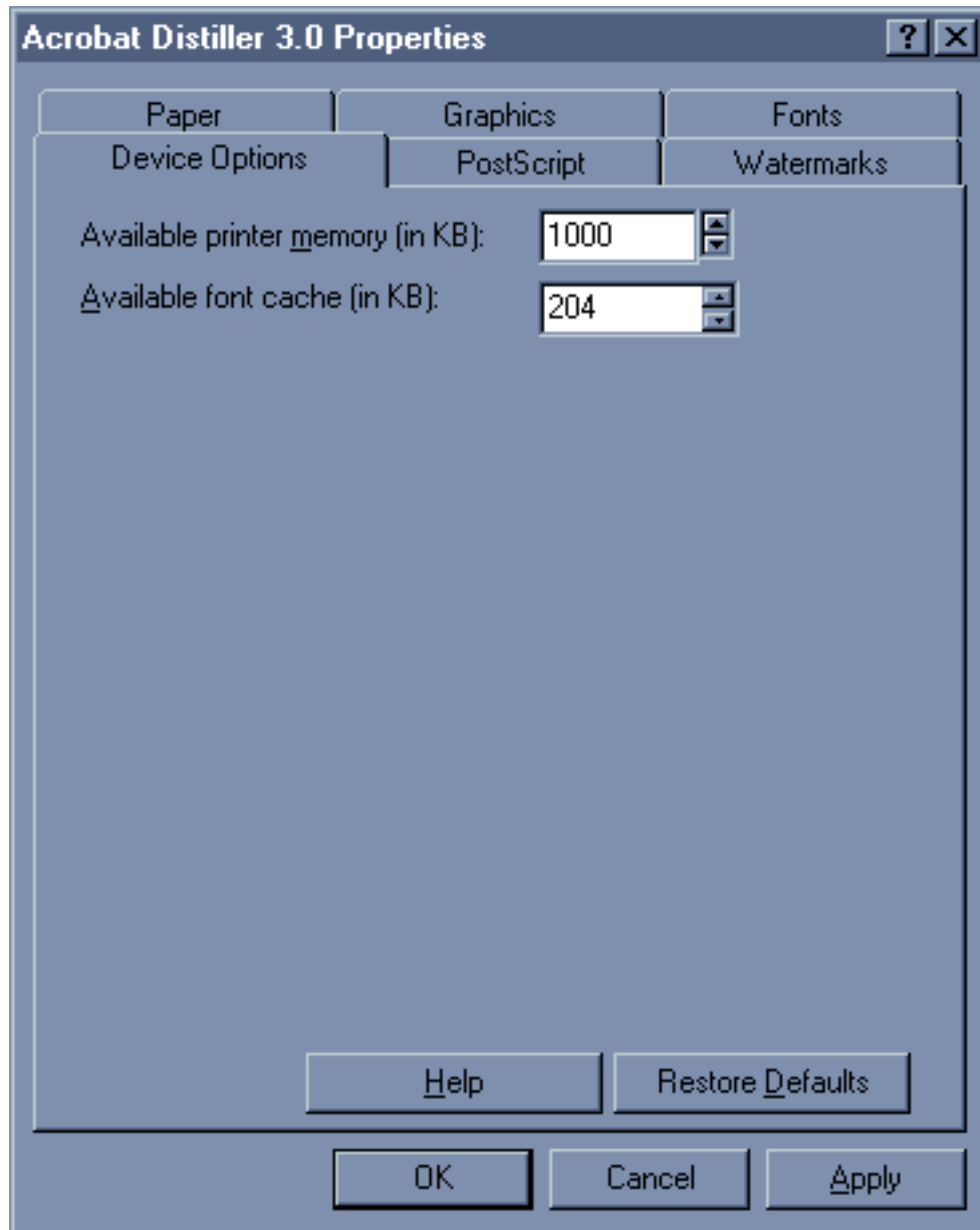 Acrobat Distiller 3.0 Properties
Paper Graphics Fonts
Device Options PostScript Watermarks
Available printer memory (in KB): 1000
Available font cache (in KB): 204
Help Restore Defaults
OK Cancel Apply